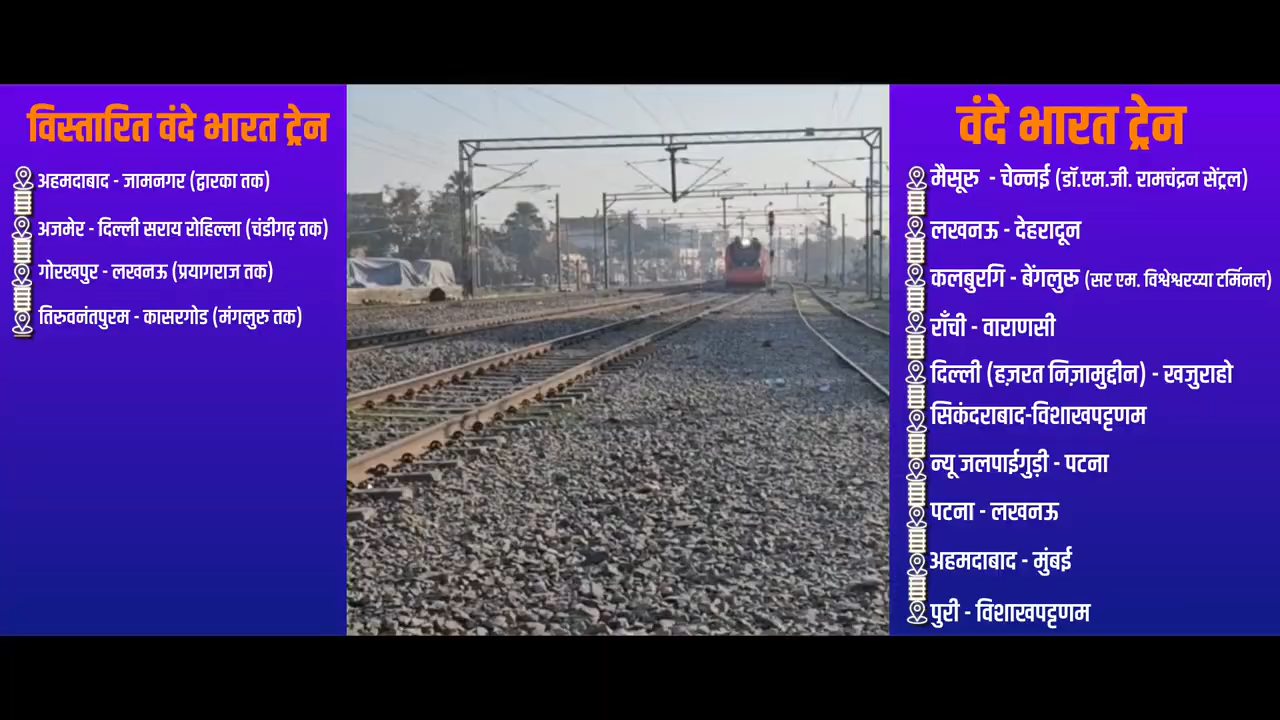 विस्तारित वंदे भारत ट्रेन
अहमदाबाद - जामनगर (द्वारका तक)
अजमेर - दिल्ली सराय रोहिल्ला (चंडीगढ़ तक)
गोरखपुर - लखनऊ (प्रयागराज तक)
तिरुवनंतपुरम - कासरगोड (मंगलुरु तक)
वंदे भारत ट्रेन
मैसूरु - चेन्नई (डॉ.एम.जी. रामचंद्रन सेंट्रल)
लखनऊ - देहरादून
कलबुरगि - बेंगलुरू (सर एम. विश्वेश्वरय्या टर्मिनल)
राँची - वाराणसी
दिल्ली (हज़रत निज़ामुद्दीन) - खजुराहो
सिकंदराबाद-विशाखपट्टणम
न्यू जलपाईगुड़ी - पटना
पटना - लखनऊ
अहमदाबाद - मुंबई
पुरी - विशाखपट्टणम